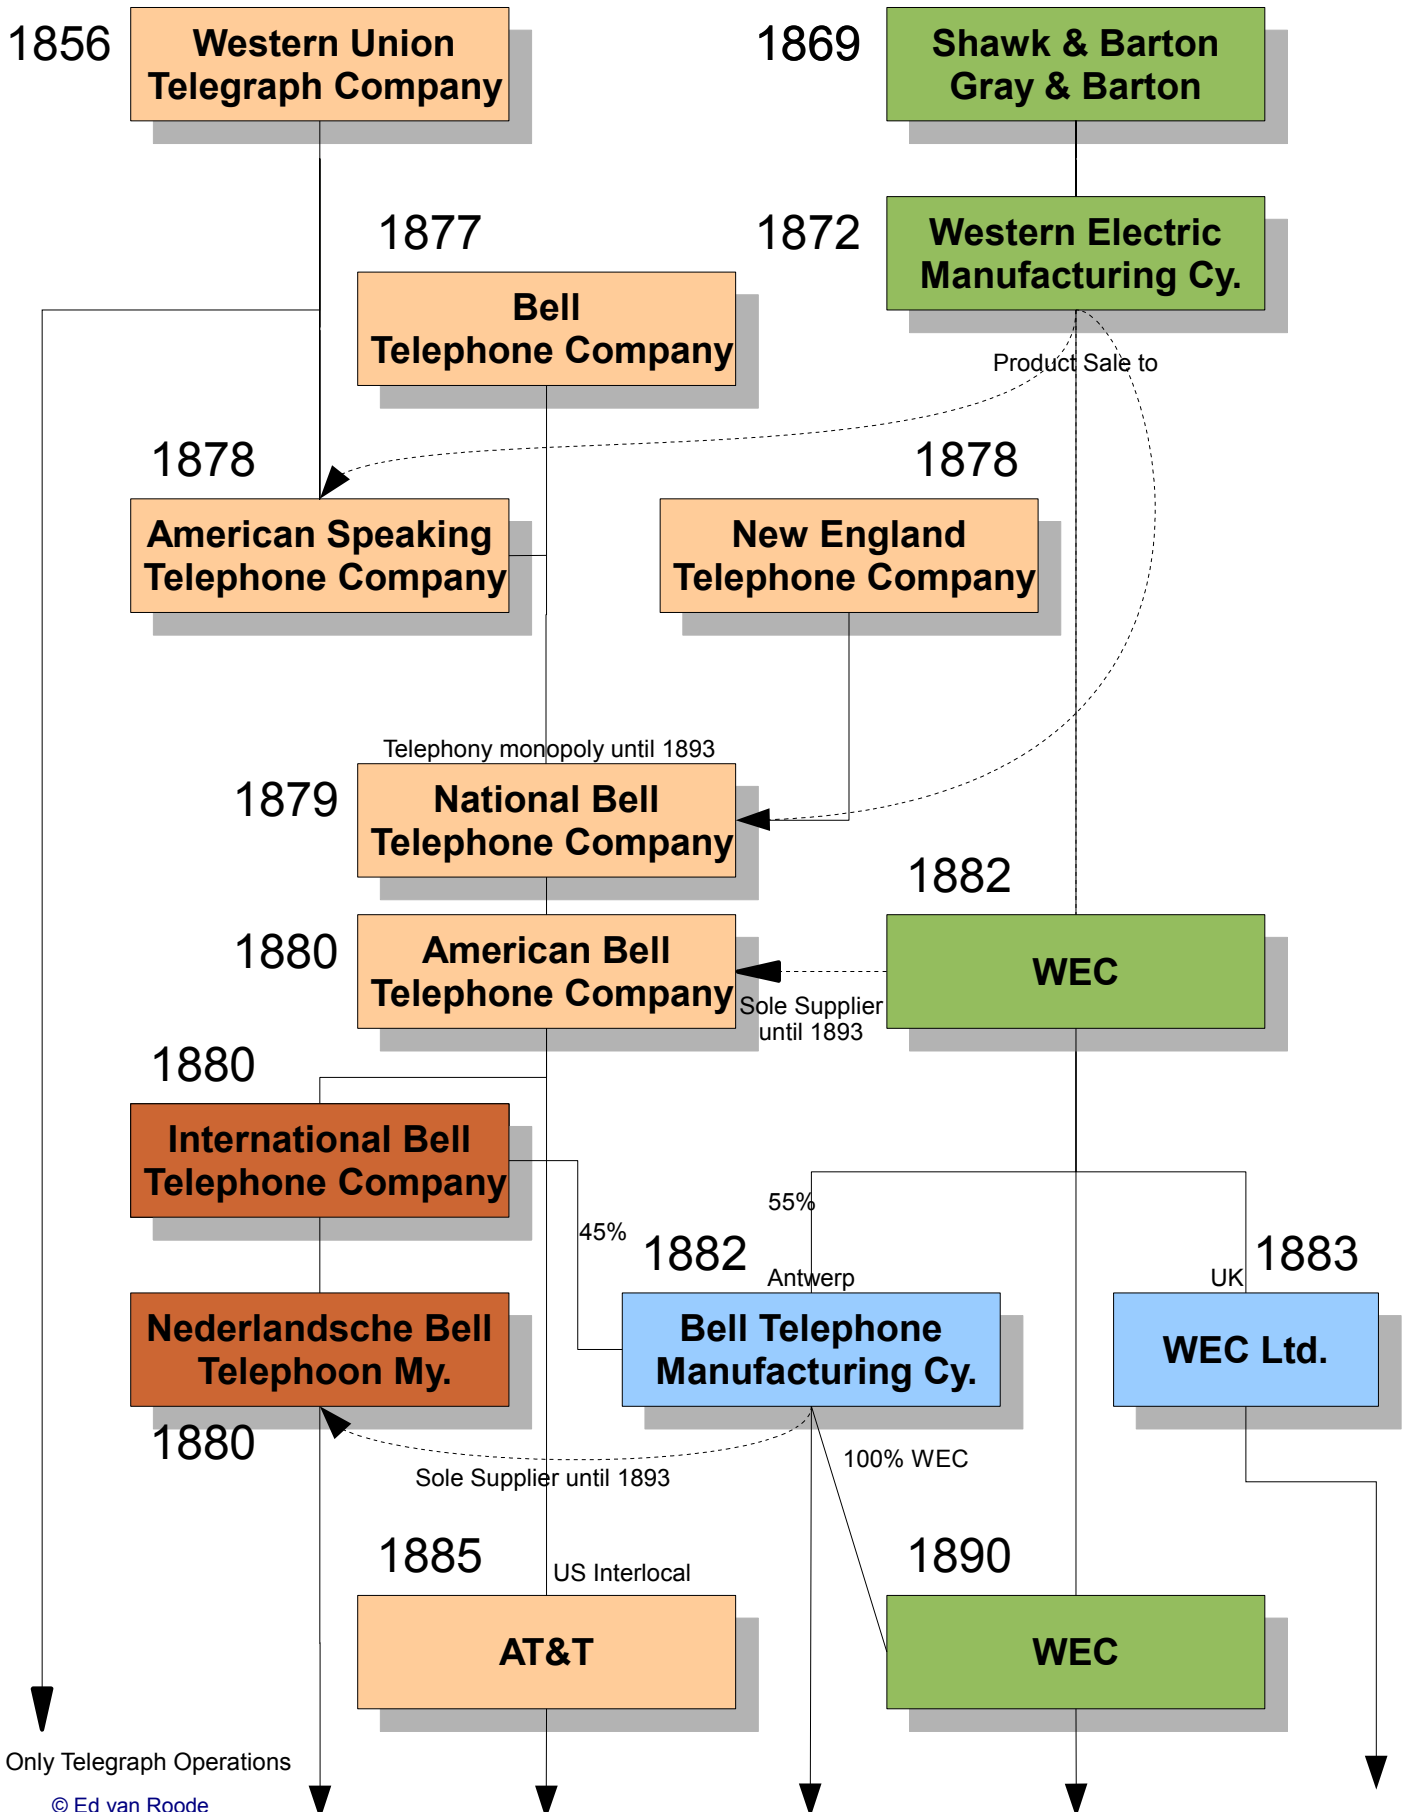 1856
Western Union
Telegraph Company
1869
Shawk & Barton
Gray & Barton
1877
Bell
Telephone Company
1872
Western Electric
Manufacturing Cy.
Product Sale to
1878
American Speaking
Telephone Company
1878
New England
Telephone Company
Telephony monopoly until 1893
1879
National Bell
Telephone Company
1880
American Bell
Telephone Company
1882
WEC
Sole Supplier
until 1893
1880
International Bell
Telephone Company
45%
55%
1882
Antwerp
Bell Telephone
Manufacturing Cy.
1883
UK
WEC Ltd.
Nederlandsche Bell
Telephoon My.
1880
Sole Supplier until 1893
100% WEC
1885
US Interlocal
AT&T
1890
WEC
Only Telegraph Operations
© Ed van Roode